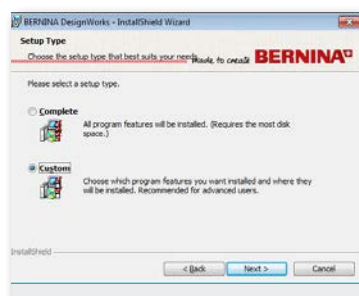 BERNINA DesignWorks - InstallShield Wizard
Setup Type
Choose the setup type that best suits your needs.
made to create BERNINA
Please select a setup type.
Complete
All program features will be installed. (Requires the most disk
space.)
Custom
Choose which program features you want installed and where they
will be installed. Recommended for advanced users.
InstallShield
< Back Next > Cancel